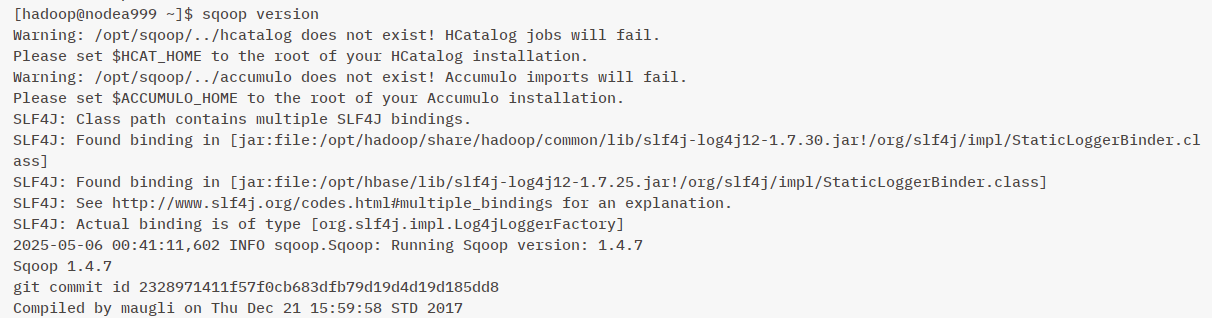 [hadoop@nodea999 ~]$ sqoop version
Warning: /opt/sqoop/../hcatalog does not exist! HCatalog jobs will fail.
Please set $HCAT_HOME to the root of your HCatalog installation.
Warning: /opt/sqoop/../accumulo does not exist! Accumulo imports will fail.
Please set $ACCUMULO_HOME to the root of your Accumulo installation.
SLF4J: Class path contains multiple SLF4J bindings.
SLF4J: Found binding in [jar:file:/opt/hadoop/share/hadoop/common/lib/slf4j-log4j12-1.7.30.jar!/org/slf4j/impl/StaticLoggerBinder.cl
ass]
SLF4J: Found binding in [jar:file:/opt/hbase/lib/slf4j-log4j12-1.7.25.jar!/org/slf4j/impl/StaticLoggerBinder.class]
SLF4J: See http://www.slf4j.org/codes.html#multiple_bindings for an explanation.
SLF4J: Actual binding is of type [org.slf4j.impl.Log4jLoggerFactory]
2025-05-06 00:41:11,602 INFO sqoop.Sqoop: Running Sqoop version: 1.4.7
Sqoop 1.4.7
git commit id 2328971411f57f0cb683dfb79d19d4d19d185dd8
Compiled by maugli on Thu Dec 21 15:59:58 STD 2017